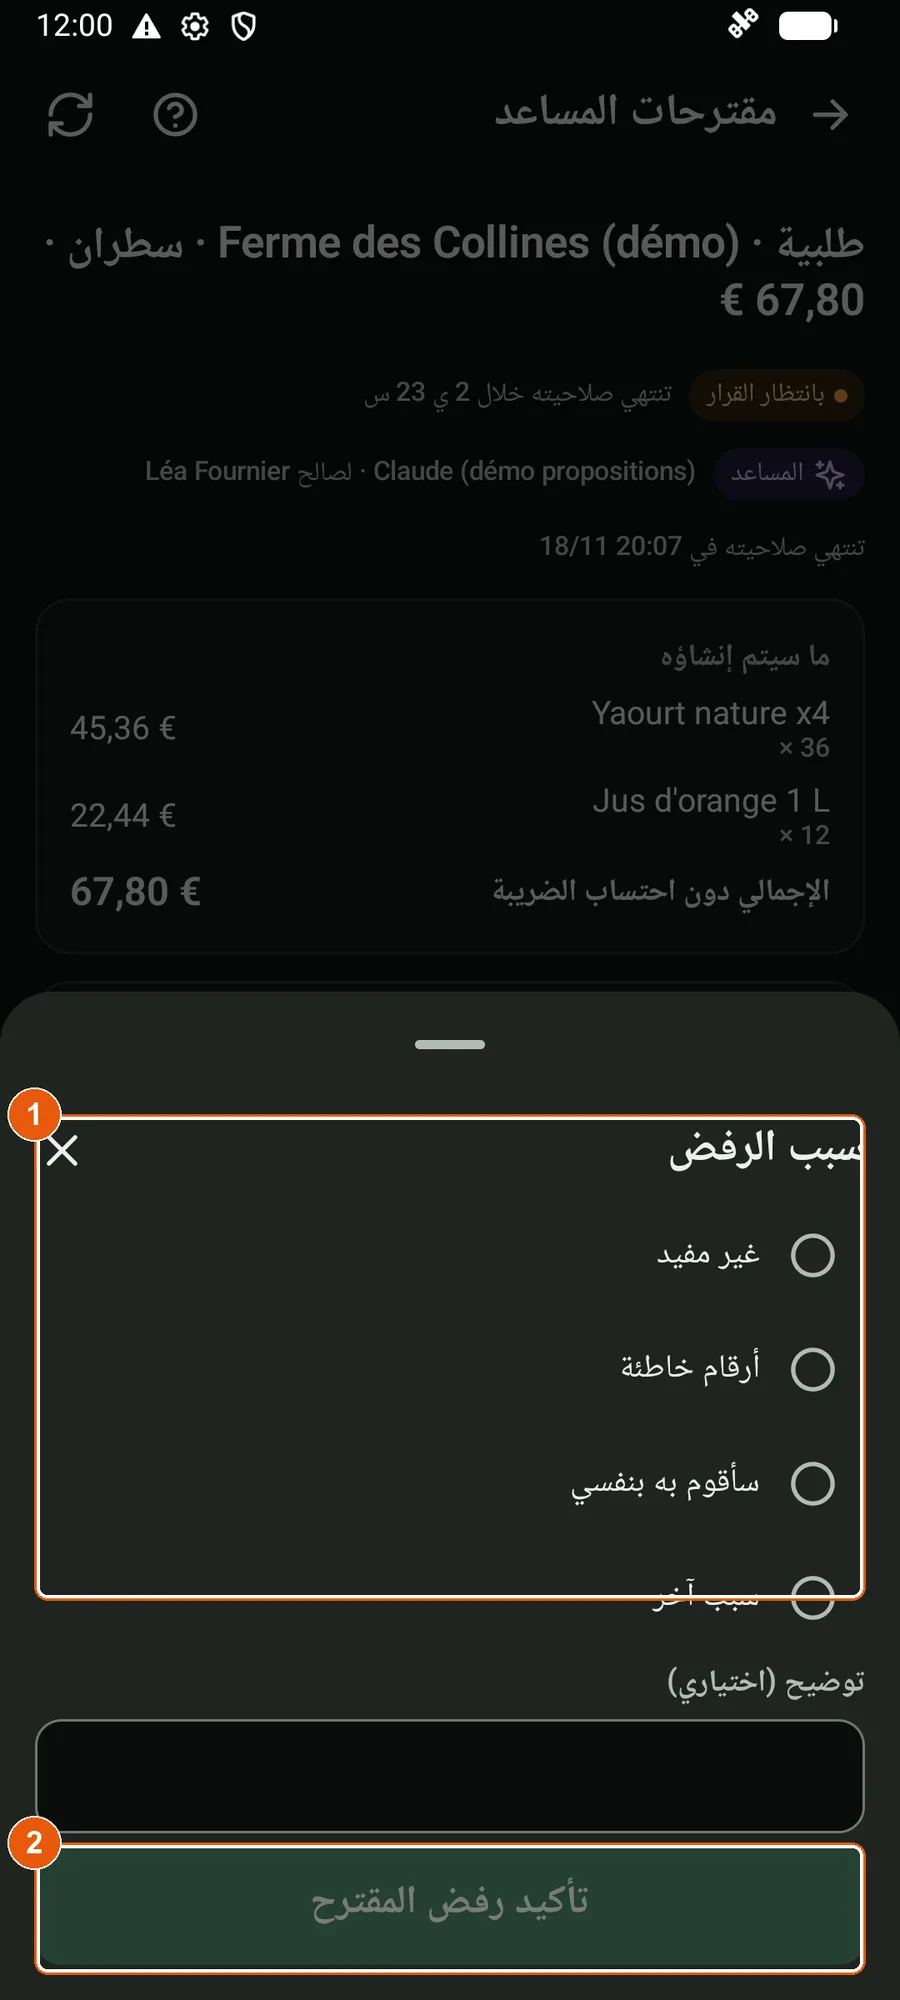 12:00
مقترحات المساعد
طلبية · Ferme des Collines (démo) · سطران ·
67,80 €
بانتظار القرار تنتهي صلاحيته خلال 2 ي 23 س
المساعد Claude (démo propositions) · لصالح Léa Fournier
تنتهي صلاحيته في 18/11 20:07
ما سيتم إنشاؤه
Yaourt nature x4 45,36 €
× 36
Jus d'orange 1 L 22,44 €
× 12
الإجمالي دون احتساب الضريبة 67,80 €
1
سبب الرفض
غير مفيد
أرقام خاطئة
سأقوم به بنفسي
سبب آخر
توضيح (اختياري)
2
تأكيد رفض المقترح